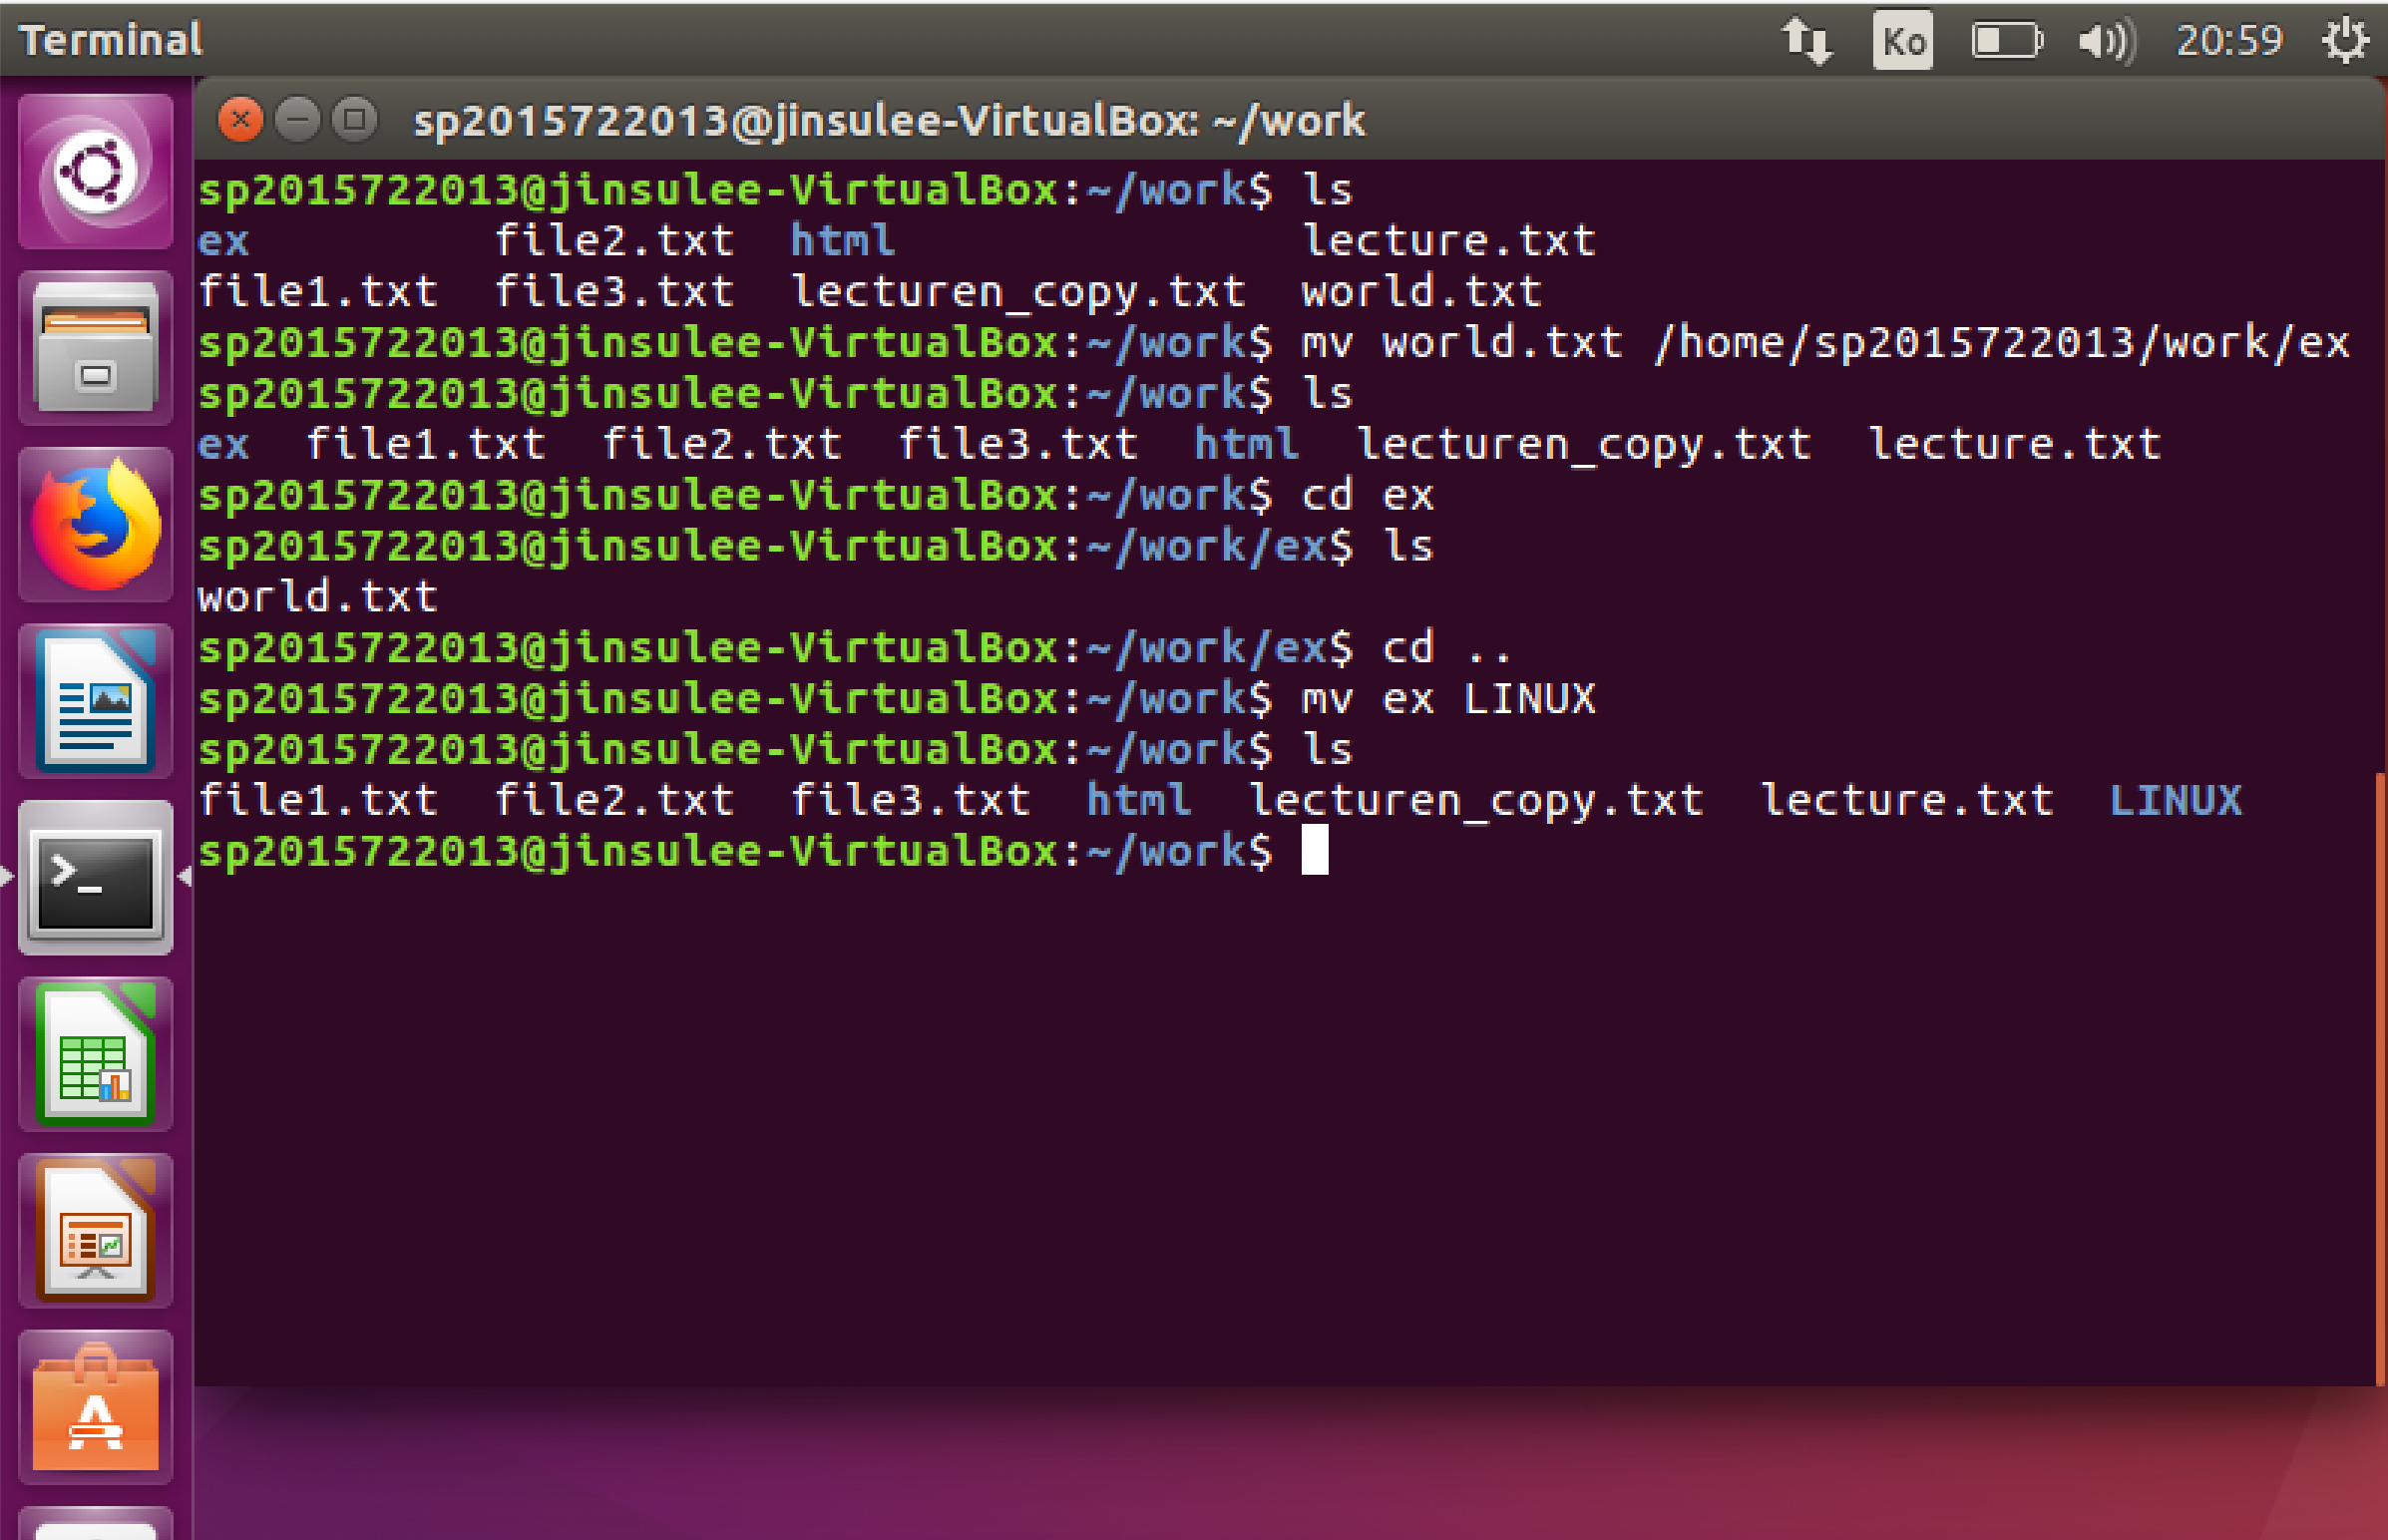 Terminal
Ko
20:59
sp2015722013@jinsulee-VirtualBox: ~/work
sp2015722013@jinsulee-VirtualBox:~/work$ ls
ex file2.txt html lecture.txt
file1.txt file3.txt lecturen_copy.txt world.txt
sp2015722013@jinsulee-VirtualBox:~/work$ mv world.txt /home/sp2015722013/work/ex
sp2015722013@jinsulee-VirtualBox:~/work$ ls
ex file1.txt file2.txt file3.txt html lecturen_copy.txt lecture.txt
sp2015722013@jinsulee-VirtualBox:~/work$ cd ex
sp2015722013@jinsulee-VirtualBox:~/work/ex$ ls
world.txt
sp2015722013@jinsulee-VirtualBox:~/work/ex$ cd ..
sp2015722013@jinsulee-VirtualBox:~/work$ mv ex LINUX
sp2015722013@jinsulee-VirtualBox:~/work$ ls
file1.txt file2.txt file3.txt html lecturen_copy.txt lecture.txt LINUX
sp2015722013@jinsulee-VirtualBox:~/work$